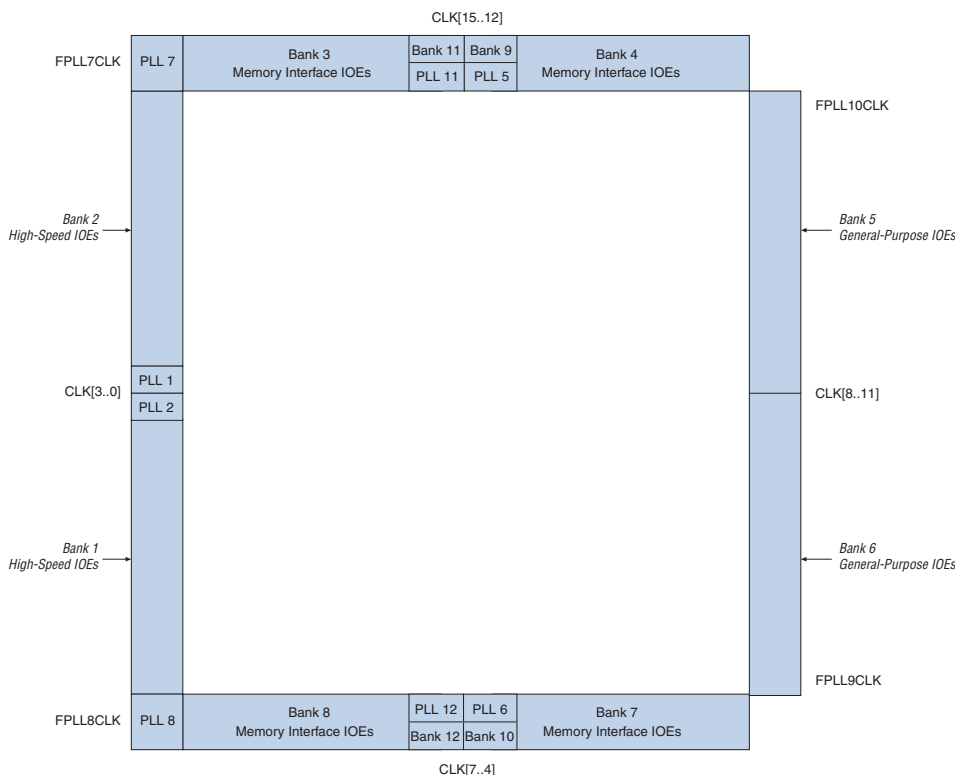 CLK[15..12]
FPLL7CLK
PLL 7
Bank 3
Memory Interface IOEs
Bank 11
Bank 9
PLL 11
PLL 5
Bank 4
Memory Interface IOEs
FPLL10CLK
Bank 2
High-Speed IOEs
Bank 5
General-Purpose IOEs
PLL 1
CLK[3..0]
PLL 2
CLK[8..11]
Bank 1
High-Speed IOEs
Bank 6
General-Purpose IOEs
FPLL9CLK
FPLL8CLK
PLL 8
Bank 8
Memory Interface IOEs
PLL 12
PLL 6
Bank 12
Bank 10
Bank 7
Memory Interface IOEs
CLK[7..4]